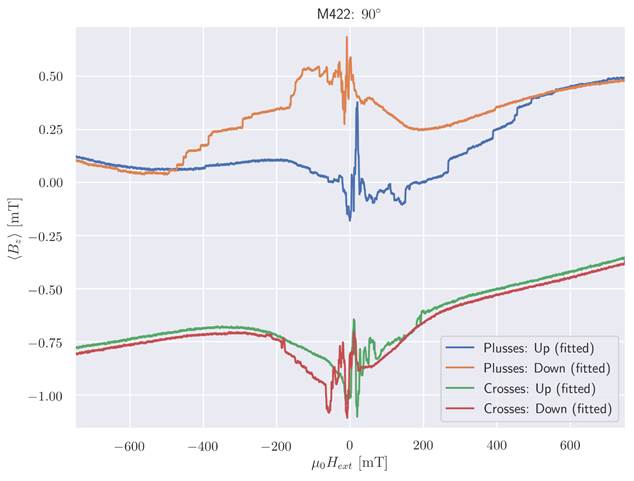 M422: 90°
0.50
0.25
0.00
−0.25
−0.50
−0.75
−1.00
⟨B_z⟩ [mT]
Plusses: Up (fitted)
Plusses: Down (fitted)
Crosses: Up (fitted)
Crosses: Down (fitted)
−600 −400 −200 0 200 400 600
μ₀H_ext [mT]